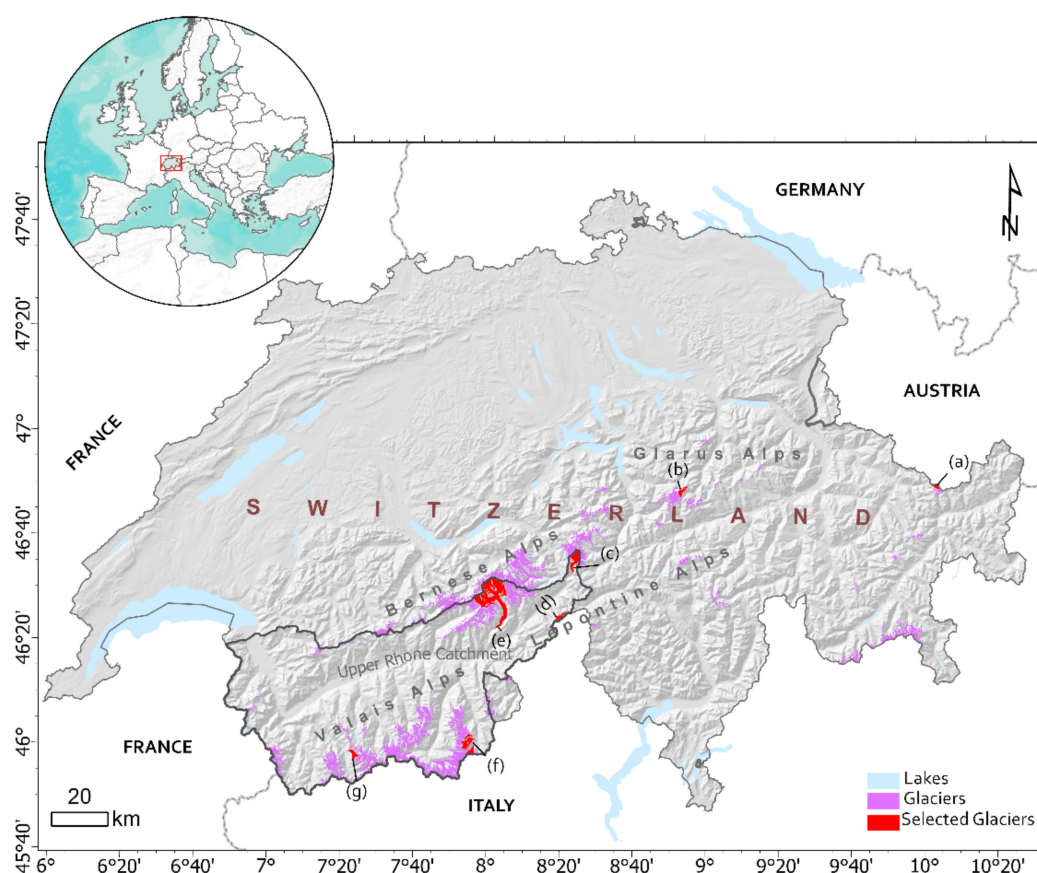 GERMANY
N
47°40'
47°20'
47°
46°40'
46°20'
46°
45°40'
AUSTRIA
FRANCE
Glarus Alps
(a)
(b)
SWITZERLAND
Bernese Alps
(c)
(d)
Lepontine Alps
(e)
Upper Rhone Catchment
Valais Alps
FRANCE
(f)
(g)
ITALY
20
km
Lakes
Glaciers
Selected Glaciers
6° 6°20' 7° 7°20' 7°40' 8° 8°20' 8°40' 9° 9°20' 9°40' 10° 10°20'